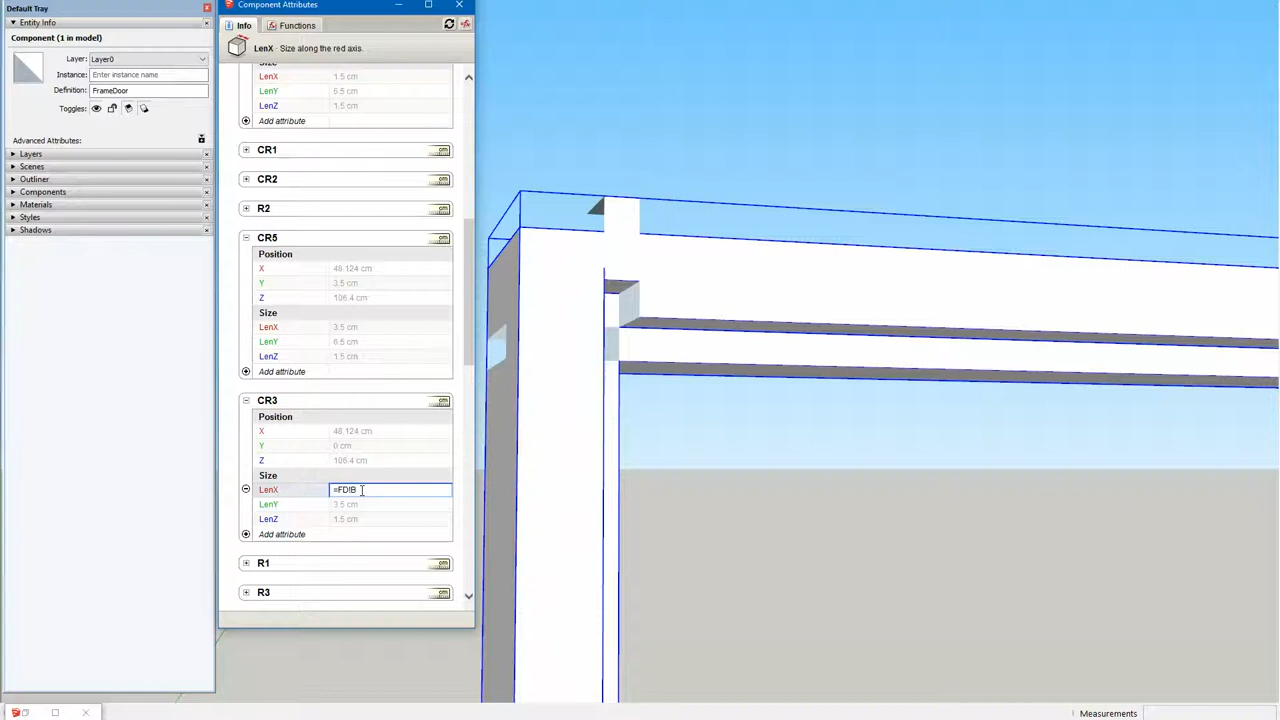 Default Tray
Entity Info
Component (1 in model)
Layer: Layer0
Instance: Enter instance name
Definition: FrameDoor
Toggles:
Advanced Attributes:
Layers
Scenes
Outliner
Components
Materials
Styles
Shadows
Component Attributes
Info Functions
LenX - Size along the red axis.
Size
LenX 1.5 cm
LenY 6.5 cm
LenZ 1.5 cm
Add attribute
CR1
CR2
R2
CR5
Position
X 48.124 cm
Y 3.5 cm
Z 106.4 cm
Size
LenX 3.5 cm
LenY 6.5 cm
LenZ 1.5 cm
Add attribute
CR3
Position
X 48.124 cm
Y 0 cm
Z 106.4 cm
Size
LenX =FD!B
LenY 3.5 cm
LenZ 1.5 cm
Add attribute
R1
R3
Measurements